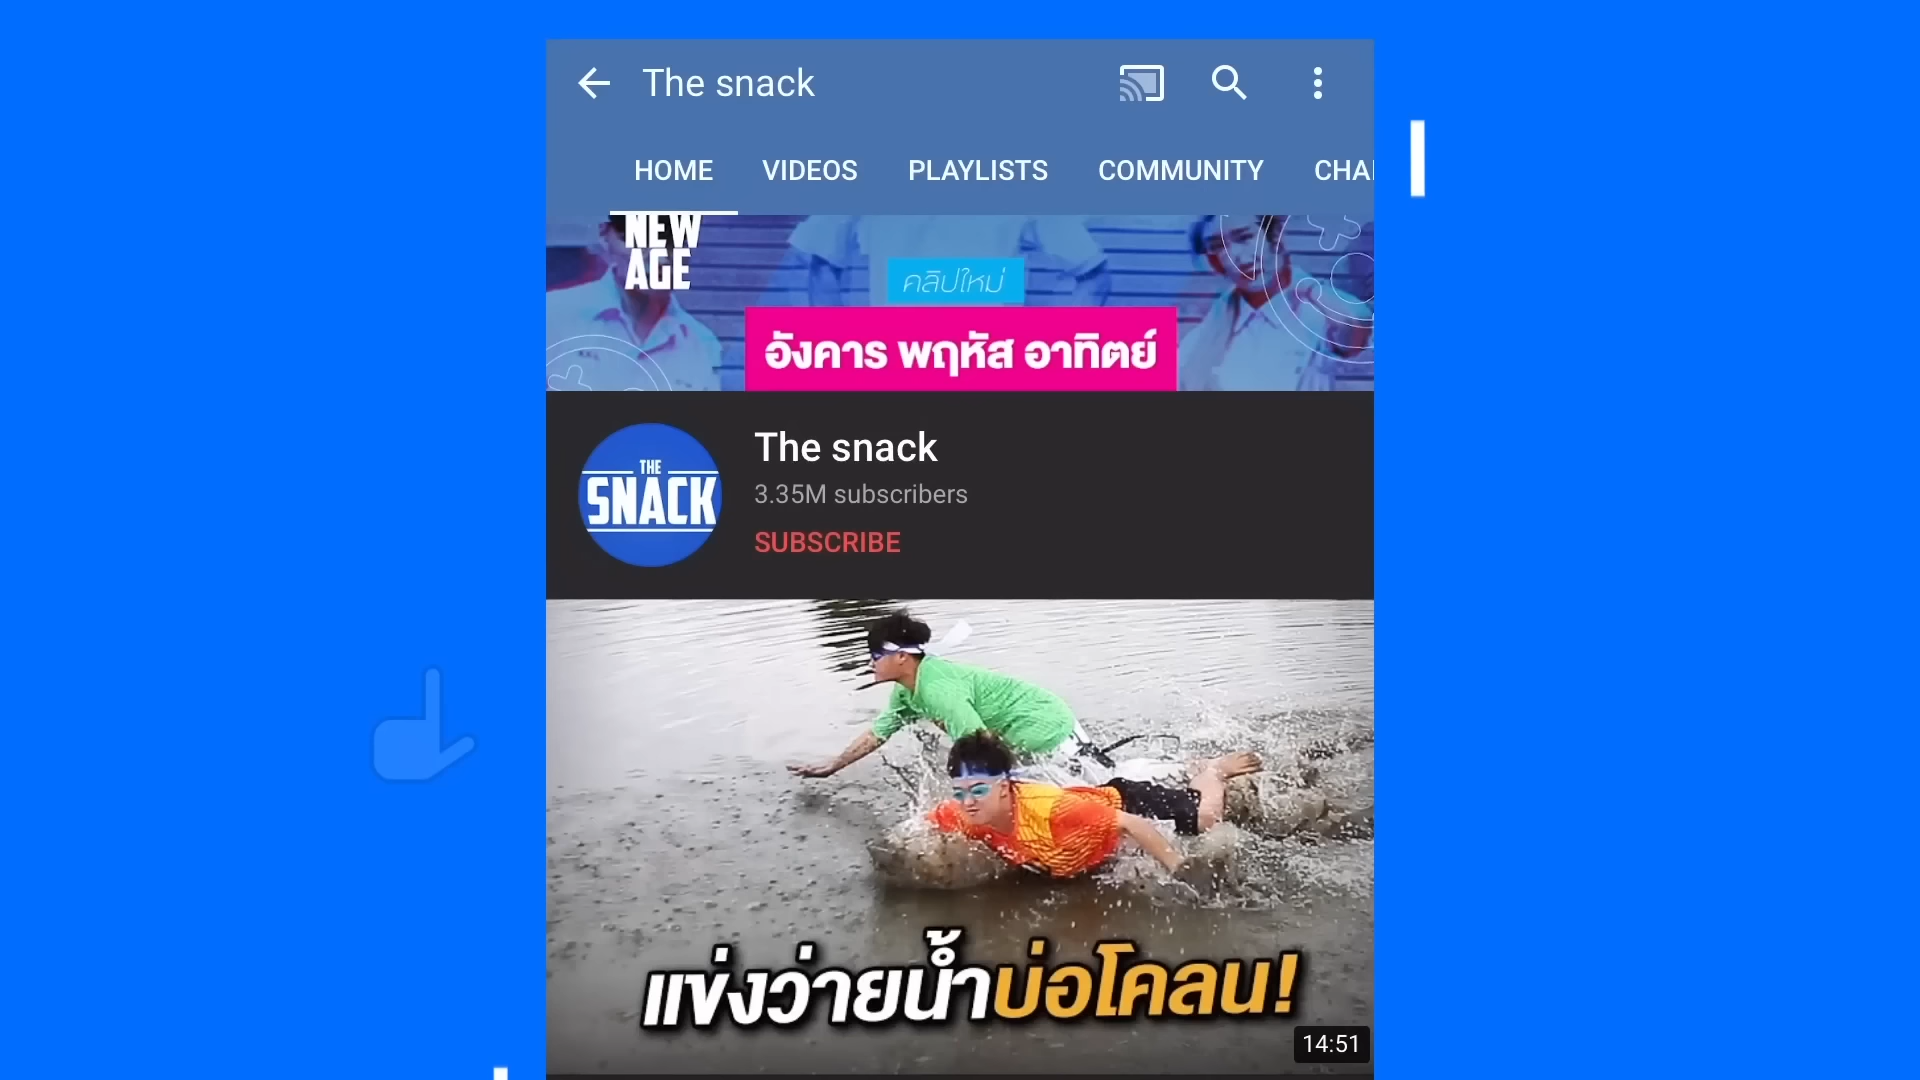 The snack
HOME VIDEOS PLAYLISTS COMMUNITY CHA
NEW
AGE
คลิปใหม่
อังคาร พฤหัส อาทิตย์
THE
SNACK
The snack
3.35M subscribers
SUBSCRIBE
แข่งว่ายน้ำบ่อโคลน!
14:51